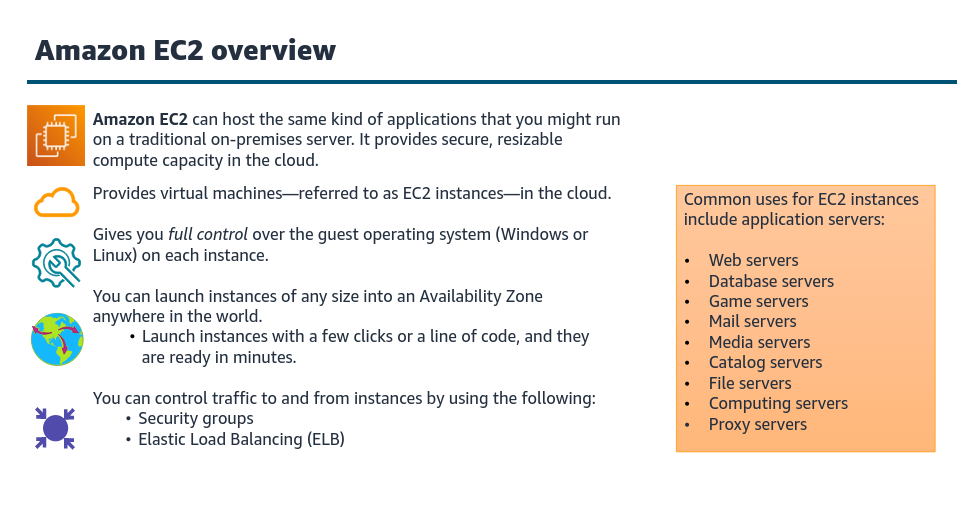 Amazon EC2 overview
Amazon EC2 can host the same kind of applications that you might run
on a traditional on-premises server. It provides secure, resizable
compute capacity in the cloud.
Provides virtual machines—referred to as EC2 instances—in the cloud.
Gives you full control over the guest operating system (Windows or
Linux) on each instance.
You can launch instances of any size into an Availability Zone
anywhere in the world.
• Launch instances with a few clicks or a line of code, and they
are ready in minutes.
You can control traffic to and from instances by using the following:
• Security groups
• Elastic Load Balancing (ELB)
Common uses for EC2 instances
include application servers:
• Web servers
• Database servers
• Game servers
• Mail servers
• Media servers
• Catalog servers
• File servers
• Computing servers
• Proxy servers